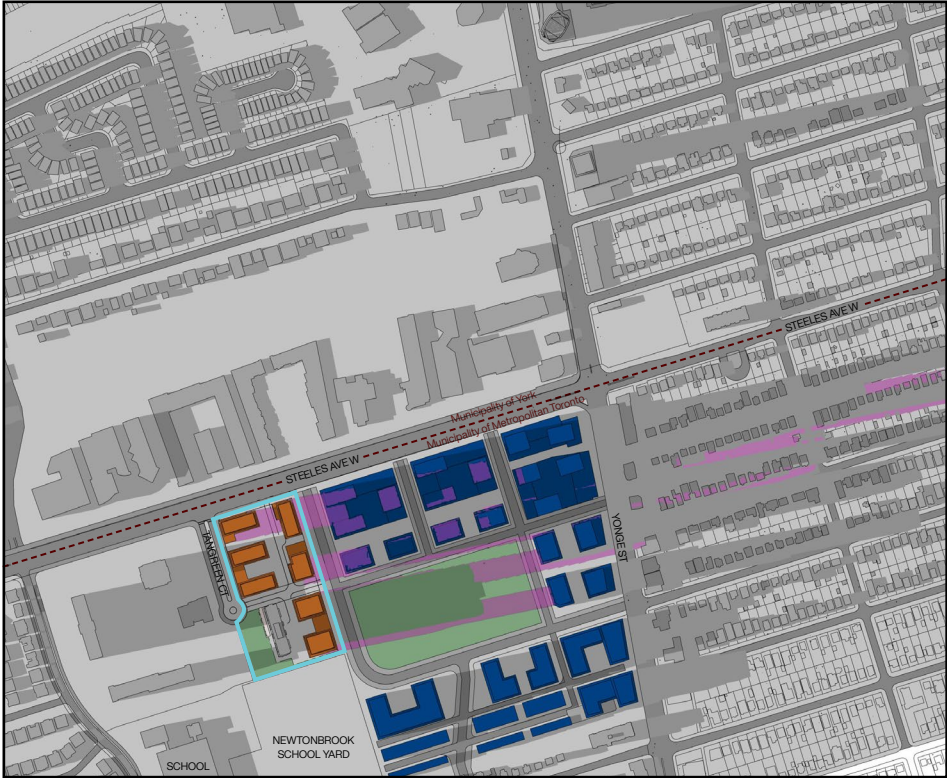 STEELES AVE W
Municipality of York
Municipality of Metropolitan Toronto
STEELES AVE W
TANGREEN CT
YONGE ST
NEWTONBROOK
SCHOOL YARD
SCHOOL